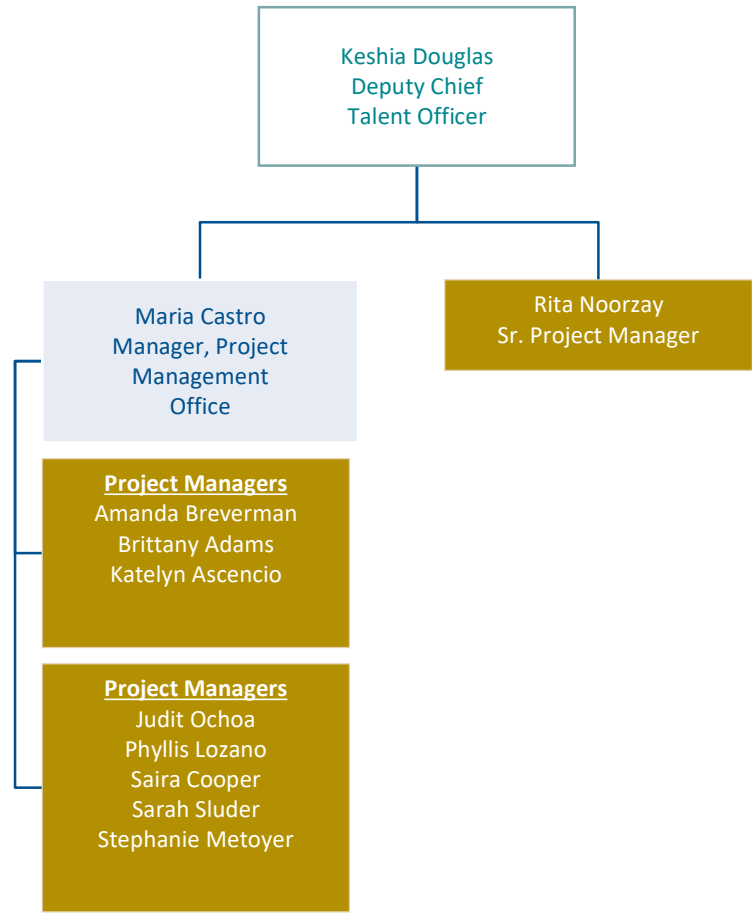 Keshia Douglas
Deputy Chief
Talent Officer
Maria Castro
Manager, Project
Management
Office
Rita Noorzay
Sr. Project Manager
Project Managers
Amanda Breverman
Brittany Adams
Katelyn Ascencio
Project Managers
Judit Ochoa
Phyllis Lozano
Saira Cooper
Sarah Sluder
Stephanie Metoyer